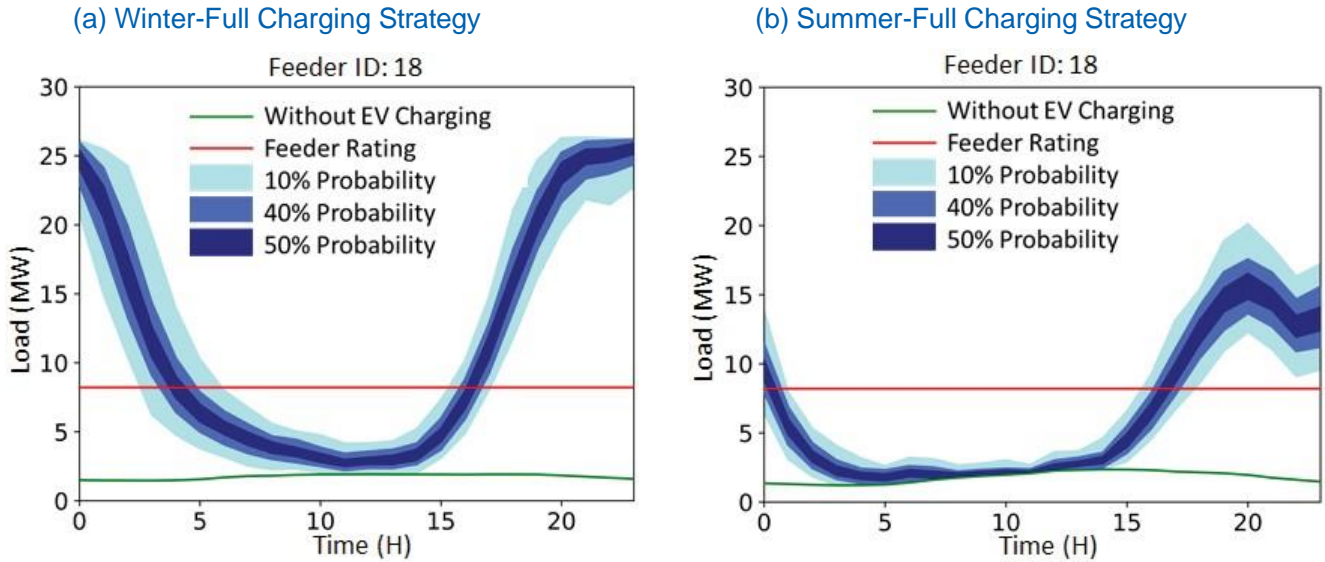 (a) Winter-Full Charging Strategy
Feeder ID: 18
30
25
20
15
10
5
0
Load (MW)
Without EV Charging
Feeder Rating
10% Probability
40% Probability
50% Probability
0 5 10 15 20
Time (H)
(b) Summer-Full Charging Strategy
Feeder ID: 18
30
25
20
15
10
5
0
Load (MW)
Without EV Charging
Feeder Rating
10% Probability
40% Probability
50% Probability
0 5 10 15 20
Time (H)